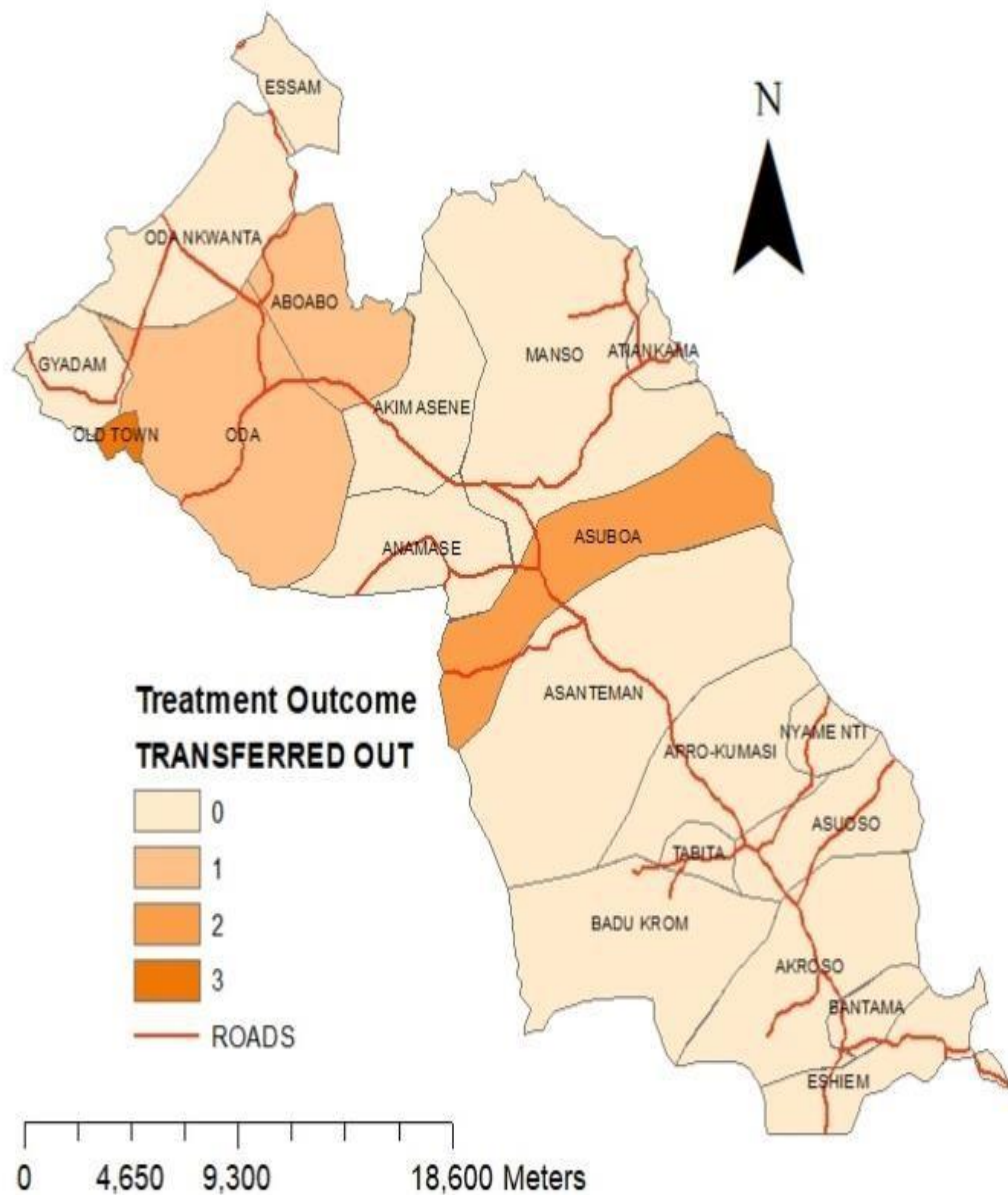 ESSAM
N
ODA NKWANTA
ABOABO
MANSO
ATIANKAMA
GYADAM
AKIM ASENE
OLD TOWN
ODA
ASUBOA
ANAMASE
ASANTEMAN
Treatment Outcome
NYAME NTI
TRANSFERRED OUT
APRO-KUMASI
0
ASUOSO
TABITA
1
BADU KROM
2
AKROSO
3
BANTAMA
ROADS
ESHIEM
0 4,650 9,300 18,600 Meters